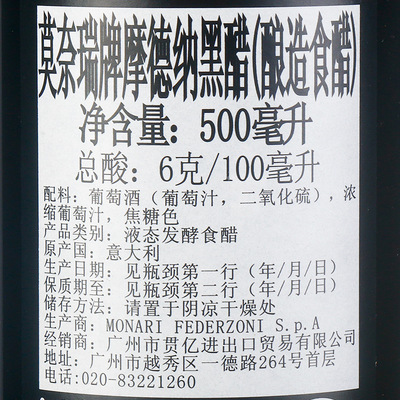 莫奈瑞牌摩德纳黑醋(酿造食醋)
净含量：500毫升
总酸：6克/100毫升
配料：葡萄酒（葡萄汁，二氧化硫），浓
缩葡萄汁，焦糖色
产品类别：液态发酵食醋
原产国：意大利
生产日期：见瓶颈第一行（年/月/日）
保质期至：见瓶颈第二行（年/月/日）
储存方法：请置于阴凉干燥处
生产商：MONARI FEDERZONI S.p.A
经销商：广州市贯亿进出口贸易有限公司
地址：广州市越秀区一德路264号首层
电话:020-83221260